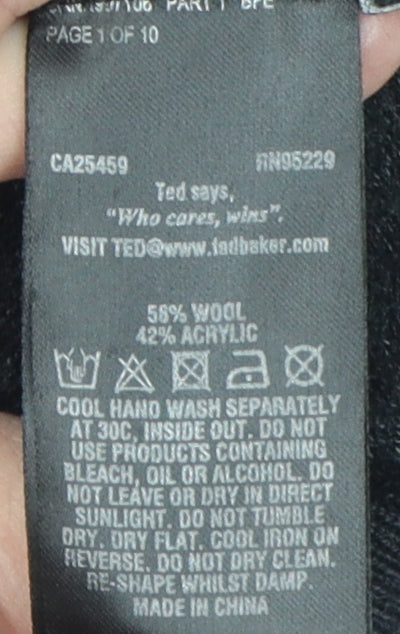 PAGE 1 OF 10
CA25459 RN95229
Ted says,
"Who cares, wins".
VISIT TED@www.tedbaker.com
58% WOOL
42% ACRYLIC
COOL HAND WASH SEPARATELY
AT 30C, INSIDE OUT. DO NOT
USE PRODUCTS CONTAINING
BLEACH, OIL OR ALCOHOL. DO
NOT LEAVE OR DRY IN DIRECT
SUNLIGHT. DO NOT TUMBLE
DRY. DRY FLAT. COOL IRON ON
REVERSE. DO NOT DRY CLEAN.
RE-SHAPE WHILST DAMP.
MADE IN CHINA